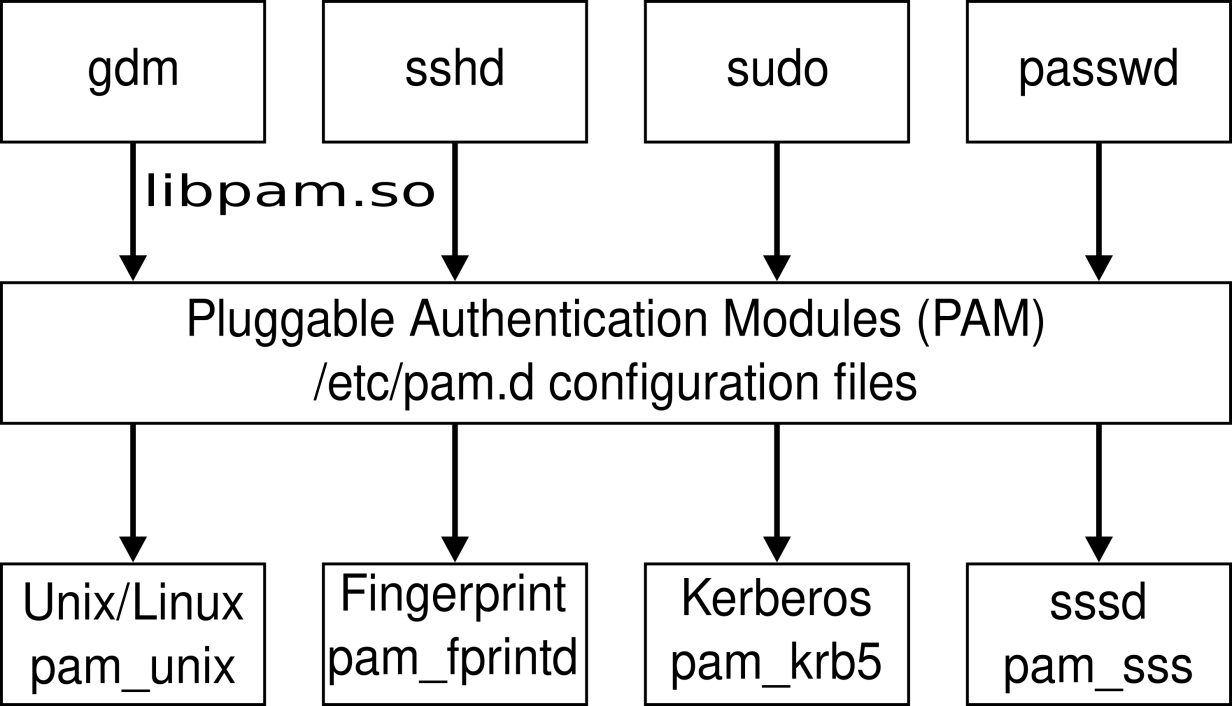 gdm
sshd
sudo
passwd
libpam.so
Pluggable Authentication Modules (PAM)
/etc/pam.d configuration files
Unix/Linux
pam_unix
Fingerprint
pam_fprintd
Kerberos
pam_krb5
sssd
pam_sss